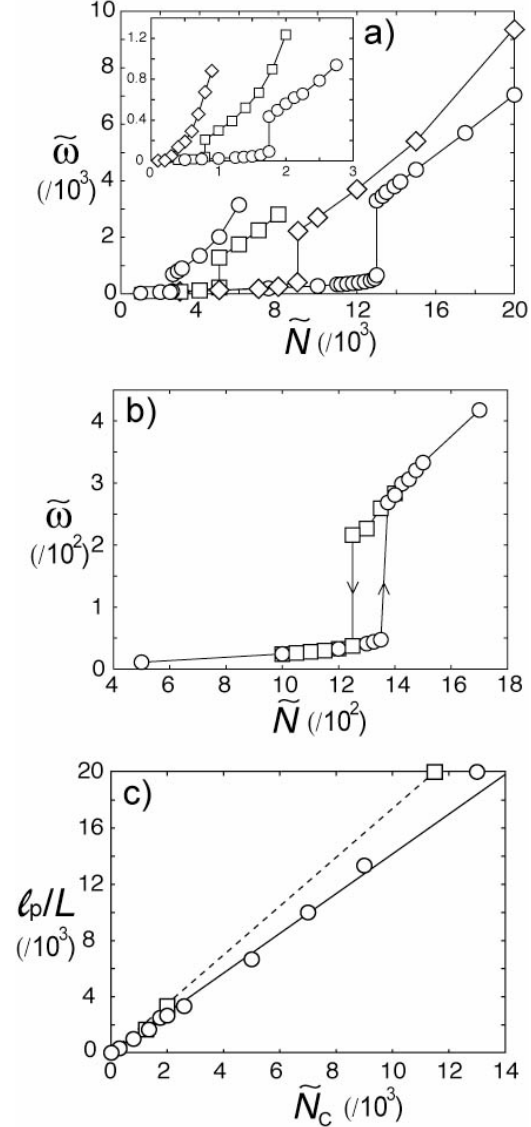 a)
10
8
6
4
2
0
ω̃
(/10³)
1.2
0.8
0.4
0
0 1 2 3
4 8 12 16 20
Ñ (/10³)
b)
4
3
2
1
0
ω̃
(/10²)
4 6 8 10 12 14 16 18
Ñ (/10²)
c)
20
16
12
8
4
0
ℓp/L
(/10³)
0 2 4 6 8 10 12 14
Ñc (/10³)